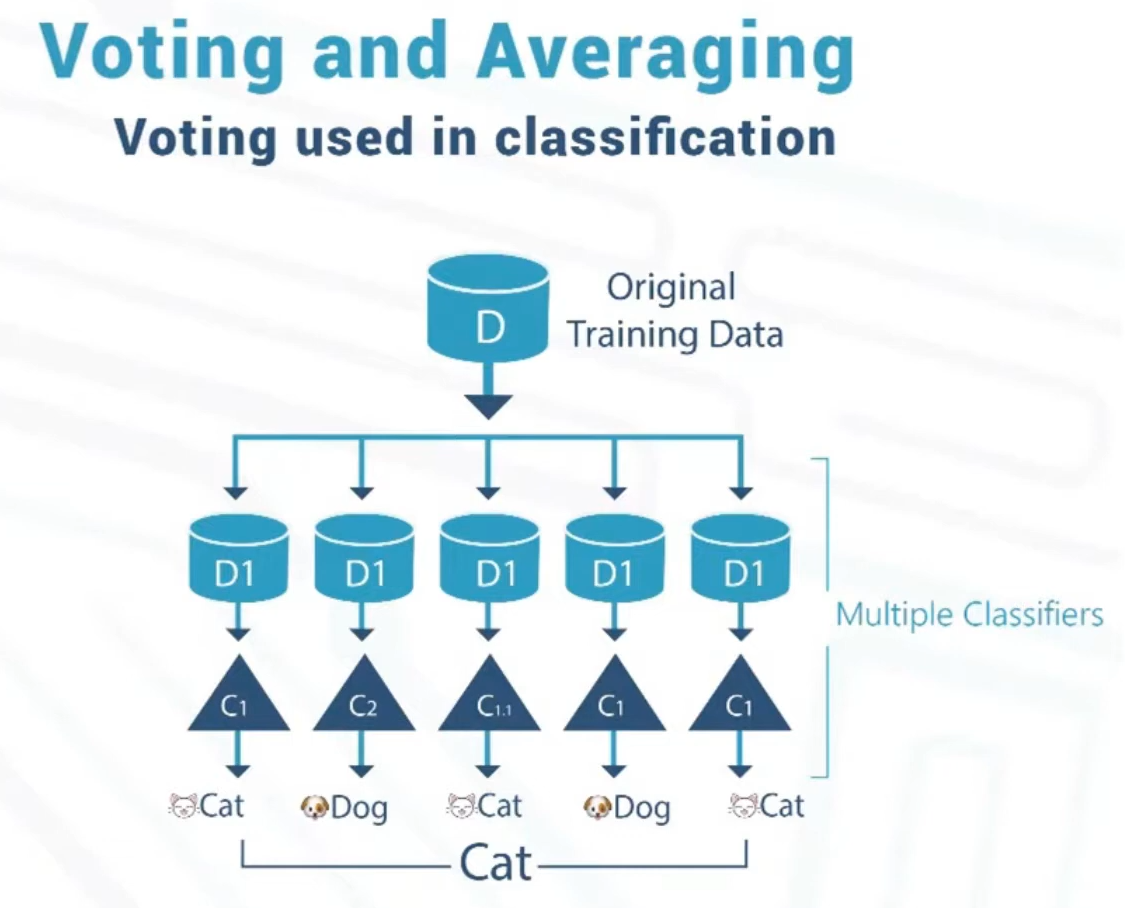 Voting and Averaging
Voting used in classification
D
Original
Training Data
D1 D1 D1 D1 D1
Multiple Classifiers
C1 C2 C1.1 C1 C1
Cat Dog Cat Dog Cat
Cat